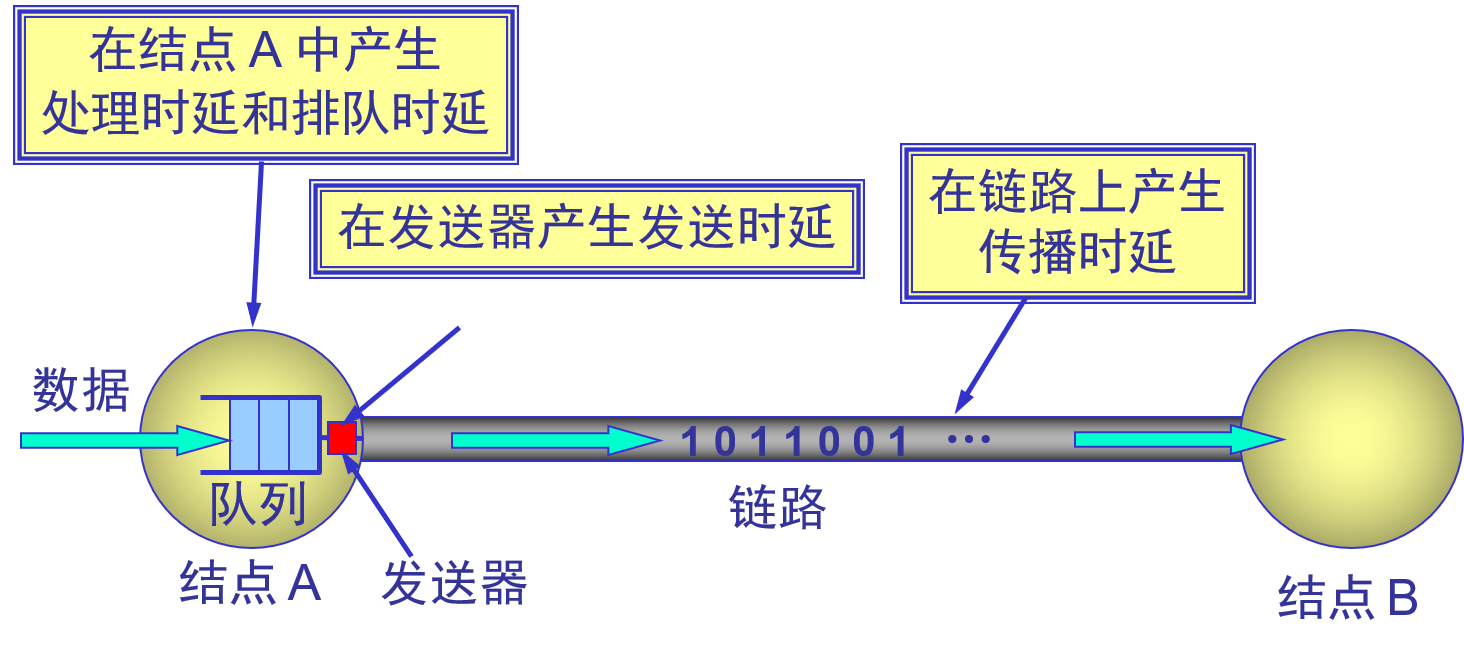 在结点 A 中产生
处理时延和排队时延
在发送器产生发送时延
在链路上产生
传播时延
数据
1 0 1 1 0 0 1 …
队列
链路
结点 A
发送器
结点 B